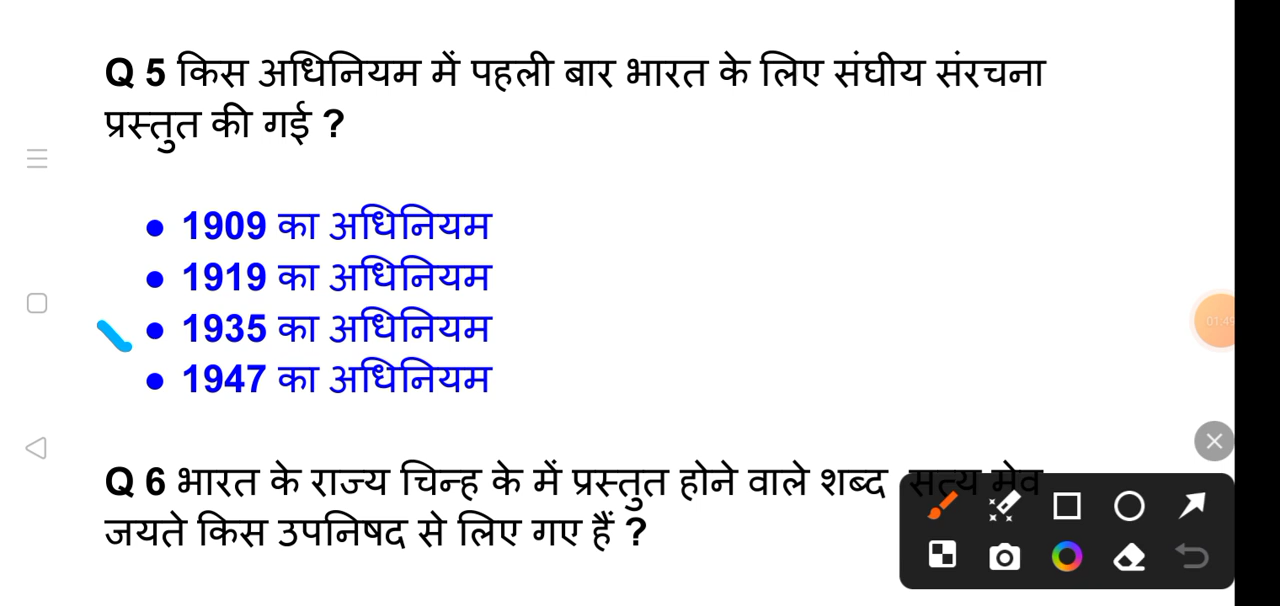 Q 5 किस अधिनियम में पहली बार भारत के लिए संघीय संरचना
प्रस्तुत की गई ?
● 1909 का अधिनियम
● 1919 का अधिनियम
● 1935 का अधिनियम
● 1947 का अधिनियम
Q 6 भारत के राज्य चिन्ह के में प्रस्तुत होने वाले शब्द सत्य मेव
जयते किस उपनिषद से लिए गए हैं ?